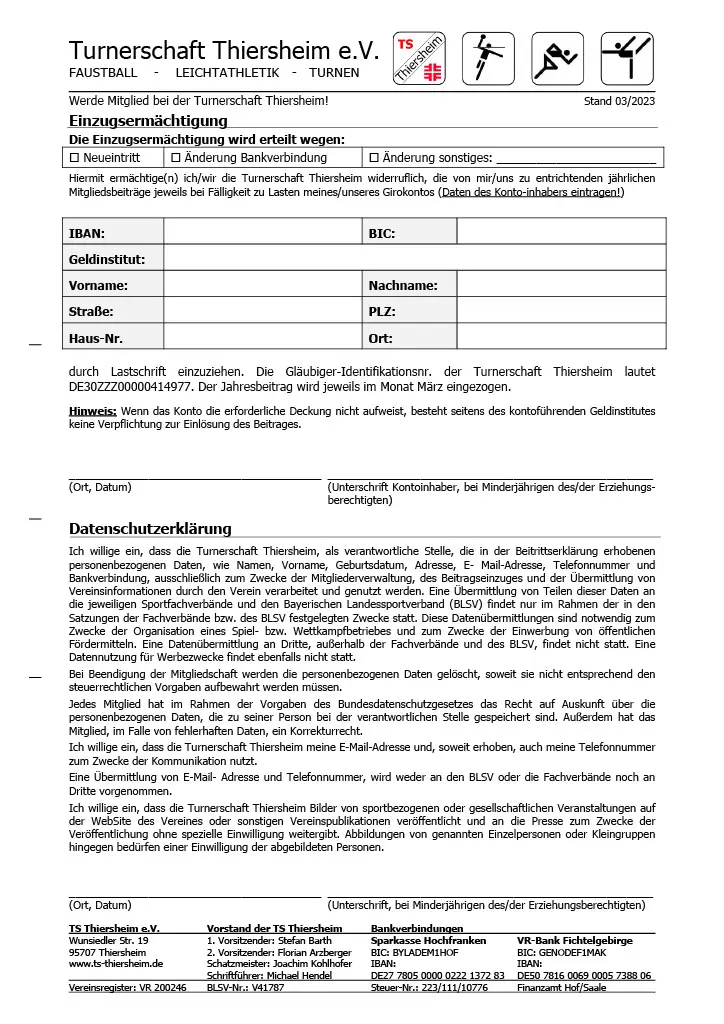 Turnerschaft Thiersheim e.V.
TS
Thiersheim
FAUSTBALL - LEICHTATHLETIK - TURNEN
Werde Mitglied bei der Turnerschaft Thiersheim! Stand 03/2023
Einzugsermächtigung
Die Einzugsermächtigung wird erteilt wegen:
☐ Neueintritt ☐ Änderung Bankverbindung ☐ Änderung sonstiges: ________________________
Hiermit ermächtige(n) ich/wir die Turnerschaft Thiersheim widerruflich, die von mir/uns zu entrichtenden jährlichen
Mitgliedsbeiträge jeweils bei Fälligkeit zu Lasten meines/unseres Girokontos (Daten des Konto-inhabers eintragen!)
IBAN: BIC:
Geldinstitut:
Vorname: Nachname:
Straße: PLZ:
Haus-Nr. Ort:
durch Lastschrift einzuziehen. Die Gläubiger-Identifikationsnr. der Turnerschaft Thiersheim lautet
DE30ZZZ00000414977. Der Jahresbeitrag wird jeweils im Monat März eingezogen.
Hinweis: Wenn das Konto die erforderliche Deckung nicht aufweist, besteht seitens des kontoführenden Geldinstitutes
keine Verpflichtung zur Einlösung des Beitrages.
(Ort, Datum) (Unterschrift Kontoinhaber, bei Minderjährigen des/der Erziehungs-
berechtigten)
Datenschutzerklärung
Ich willige ein, dass die Turnerschaft Thiersheim, als verantwortliche Stelle, die in der Beitrittserklärung erhobenen
personenbezogenen Daten, wie Namen, Vorname, Geburtsdatum, Adresse, E- Mail-Adresse, Telefonnummer und
Bankverbindung, ausschließlich zum Zwecke der Mitgliederverwaltung, des Beitragseinzuges und der Übermittlung von
Vereinsinformationen durch den Verein verarbeitet und genutzt werden. Eine Übermittlung von Teilen dieser Daten an
die jeweiligen Sportfachverbände und den Bayerischen Landessportverband (BLSV) findet nur im Rahmen der in den
Satzungen der Fachverbände bzw. des BLSV festgelegten Zwecke statt. Diese Datenübermittlungen sind notwendig zum
Zwecke der Organisation eines Spiel- bzw. Wettkampfbetriebes und zum Zwecke der Einwerbung von öffentlichen
Fördermitteln. Eine Datenübermittlung an Dritte, außerhalb der Fachverbände und des BLSV, findet nicht statt. Eine
Datennutzung für Werbezwecke findet ebenfalls nicht statt.
Bei Beendigung der Mitgliedschaft werden die personenbezogenen Daten gelöscht, soweit sie nicht entsprechend den
steuerrechtlichen Vorgaben aufbewahrt werden müssen.
Jedes Mitglied hat im Rahmen der Vorgaben des Bundesdatenschutzgesetzes das Recht auf Auskunft über die
personenbezogenen Daten, die zu seiner Person bei der verantwortlichen Stelle gespeichert sind. Außerdem hat das
Mitglied, im Falle von fehlerhaften Daten, ein Korrekturrecht.
Ich willige ein, dass die Turnerschaft Thiersheim meine E-Mail-Adresse und, soweit erhoben, auch meine Telefonnummer
zum Zwecke der Kommunikation nutzt.
Eine Übermittlung von E-Mail- Adresse und Telefonnummer, wird weder an den BLSV oder die Fachverbände noch an
Dritte vorgenommen.
Ich willige ein, dass die Turnerschaft Thiersheim Bilder von sportbezogenen oder gesellschaftlichen Veranstaltungen auf
der WebSite des Vereines oder sonstigen Vereinspublikationen veröffentlicht und an die Presse zum Zwecke der
Veröffentlichung ohne spezielle Einwilligung weitergibt. Abbildungen von genannten Einzelpersonen oder Kleingruppen
hingegen bedürfen einer Einwilligung der abgebildeten Personen.
(Ort, Datum) (Unterschrift, bei Minderjährigen des/der Erziehungsberechtigten)
TS Thiersheim e.V. Vorstand der TS Thiersheim Bankverbindungen
Wunsiedler Str. 19 1. Vorsitzender: Stefan Barth Sparkasse Hochfranken VR-Bank Fichtelgebirge
95707 Thiersheim 2. Vorsitzender: Florian Arzberger BIC: BYLADEM1HOF BIC: GENODEF1MAK
www.ts-thiersheim.de Schatzmeister: Joachim Kohlhofer IBAN: IBAN:
Schriftführer: Michael Hendel DE27 7805 0000 0222 1372 83 DE50 7816 0069 0005 7388 06
Vereinsregister: VR 200246 BLSV-Nr.: V41787 Steuer-Nr.: 223/111/10776 Finanzamt Hof/Saale